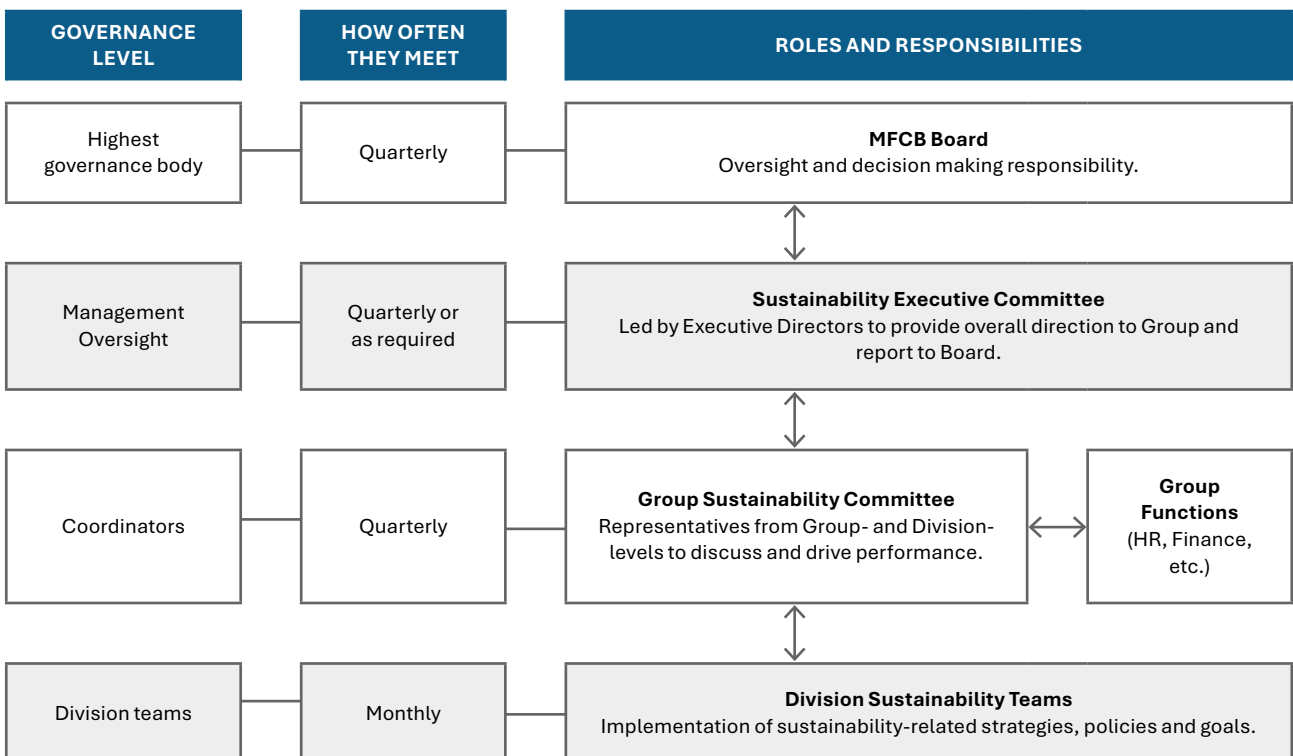 GOVERNANCE
LEVEL
HOW OFTEN
THEY MEET
ROLES AND RESPONSIBILITIES
Highest
governance body
Quarterly
MFCB Board
Oversight and decision making responsibility.
Management
Oversight
Quarterly or
as required
Sustainability Executive Committee
Led by Executive Directors to provide overall direction to Group and
report to Board.
Coordinators
Quarterly
Group Sustainability Committee
Representatives from Group- and Division-
levels to discuss and drive performance.
Group
Functions
(HR, Finance,
etc.)
Division teams
Monthly
Division Sustainability Teams
Implementation of sustainability-related strategies, policies and goals.